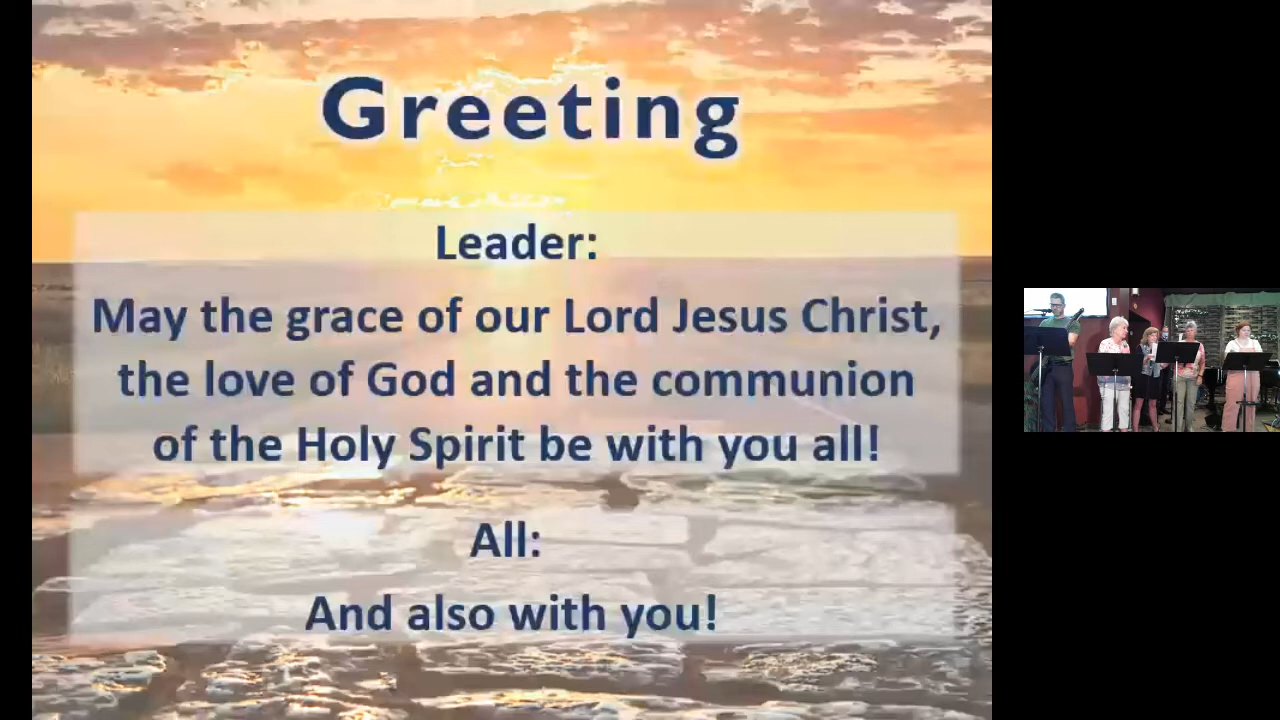 Greeting
Leader:
May the grace of our Lord Jesus Christ,
the love of God and the communion
of the Holy Spirit be with you all!
All:
And also with you!